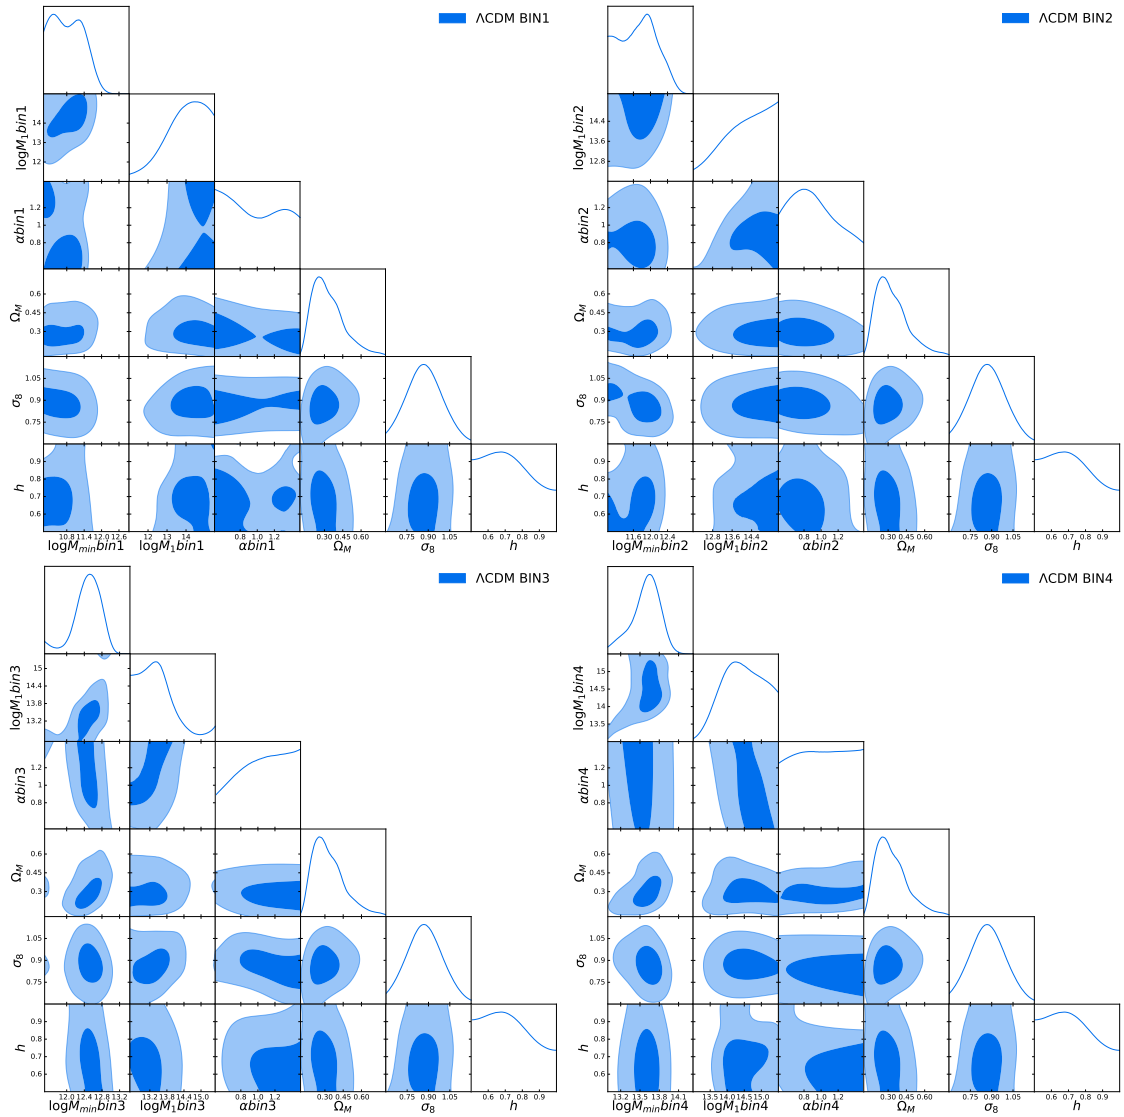 ΛCDM BIN1
logM₁bin1
14
13
12
αbin1
1.2
1
0.8
Ω_M
0.6
0.45
0.3
σ₈
1.05
0.9
0.75
h
0.9
0.8
0.7
0.6
10.8 11.4 12.0 12.6
12 13 14
0.8 1.0 1.2
0.30 0.45 0.60
0.75 0.90 1.05
0.6 0.7 0.8 0.9
logM_min bin1 logM₁bin1 αbin1 Ω_M σ₈ h
ΛCDM BIN2
logM₁bin2
14.4
13.6
12.8
αbin2
1.2
1
0.8
Ω_M
0.6
0.45
0.3
σ₈
1.05
0.9
0.75
h
0.9
0.8
0.7
0.6
11.6 12.0 12.4
12.8 13.6 14.4
0.8 1.0 1.2
0.30 0.45 0.60
0.75 0.90 1.05
0.6 0.7 0.8 0.9
logM_min bin2 logM₁bin2 αbin2 Ω_M σ₈ h
ΛCDM BIN3
logM₁bin3
15
14.4
13.8
13.2
αbin3
1.2
1
0.8
Ω_M
0.6
0.45
0.3
σ₈
1.05
0.9
0.75
h
0.9
0.8
0.7
0.6
12.0 12.4 12.8 13.2
13.2 13.8 14.4 15.0
0.8 1.0 1.2
0.30 0.45 0.60
0.75 0.90 1.05
0.6 0.7 0.8 0.9
logM_min bin3 logM₁bin3 αbin3 Ω_M σ₈ h
ΛCDM BIN4
logM₁bin4
15
14.5
14
13.5
αbin4
1.2
1
0.8
Ω_M
0.6
0.45
0.3
σ₈
1.05
0.9
0.75
h
0.9
0.8
0.7
0.6
13.2 13.5 13.8 14.1
13.5 14.0 14.5 15.0
0.8 1.0 1.2
0.30 0.45 0.60
0.75 0.90 1.05
0.6 0.7 0.8 0.9
logM_min bin4 logM₁bin4 αbin4 Ω_M σ₈ h